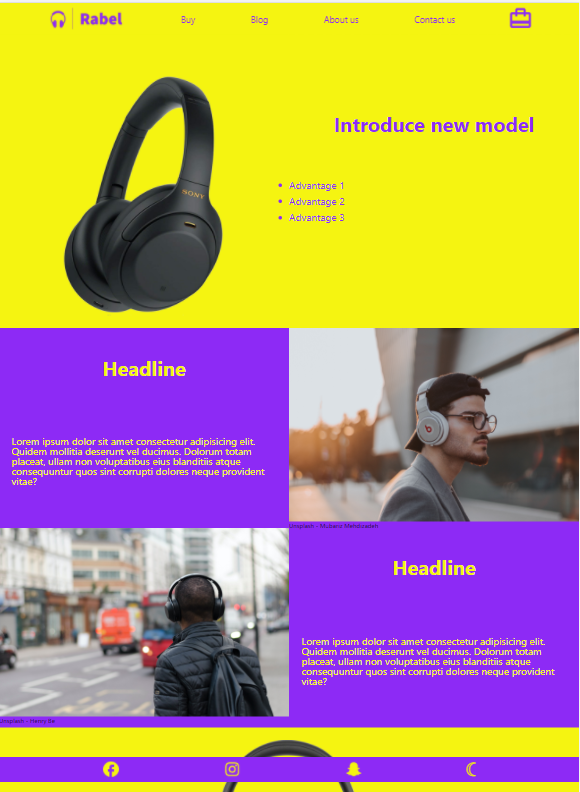 Rabel
Buy
Blog
About us
Contact us
Introduce new model
SONY
Advantage 1
Advantage 2
Advantage 3
Headline
Lorem ipsum dolor sit amet consectetur adipisicing elit.
Quidem mollitia deserunt vel ducimus. Dolorum totam
placeat, ullam non voluptatibus eius blanditiis atque
consequuntur quos sint corrupti dolores neque provident
vitae?
Unsplash -
Headline
Lorem ipsum dolor sit amet consectetur adipisicing elit.
Quidem mollitia deserunt vel ducimus. Dolorum totam
placeat, ullam non voluptatibus eius blanditiis atque
consequuntur quos sint corrupti dolores neque provident
vitae?
Unsplash - Henry Be